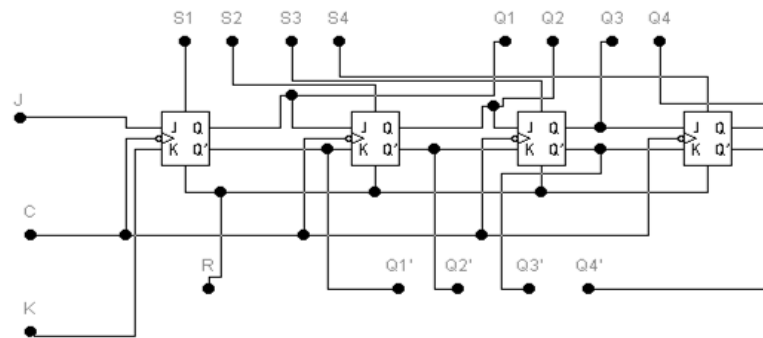 S1 S2 S3 S4 Q1 Q2 Q3 Q4
J
J Q J Q J Q J Q
K Q' K Q' K Q' K Q'
C
R Q1' Q2' Q3' Q4'
K